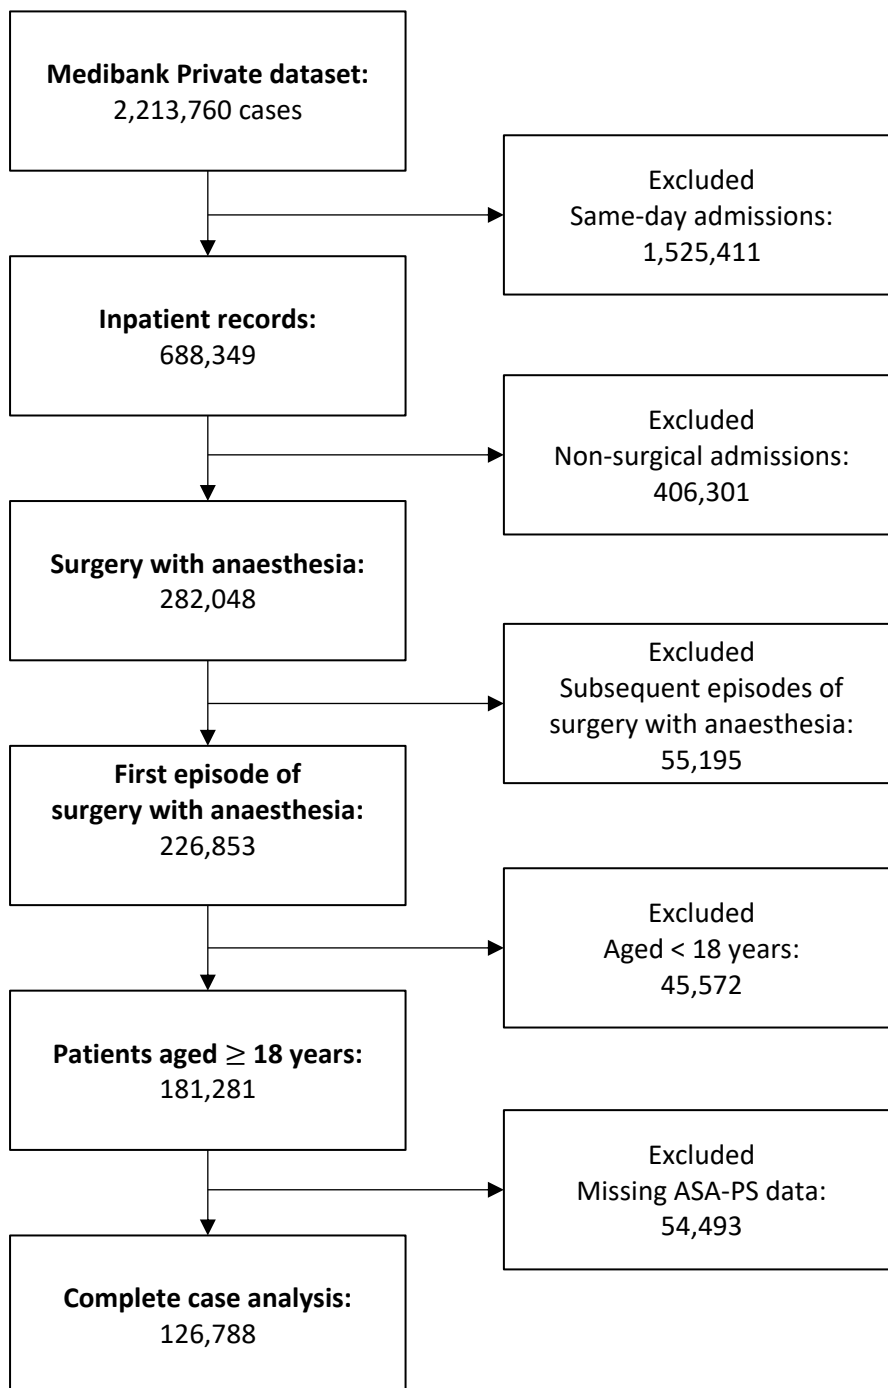 Medibank Private dataset:
2,213,760 cases
Excluded
Same-day admissions:
1,525,411
Inpatient records:
688,349
Excluded
Non-surgical admissions:
406,301
Surgery with anaesthesia:
282,048
Excluded
Subsequent episodes of
surgery with anaesthesia:
55,195
First episode of
surgery with anaesthesia:
226,853
Excluded
Aged < 18 years:
45,572
Patients aged ≥ 18 years:
181,281
Excluded
Missing ASA-PS data:
54,493
Complete case analysis:
126,788